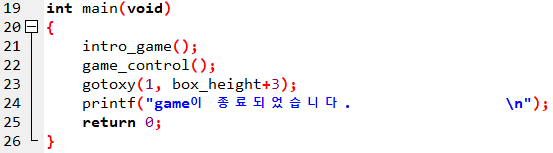 19 int main(void)
20 {
21     intro_game();
22     game_control();
23     gotoxy(1, box_height+3);
24     printf("game이 종료되었습니다.                    \n");
25     return 0;
26 }